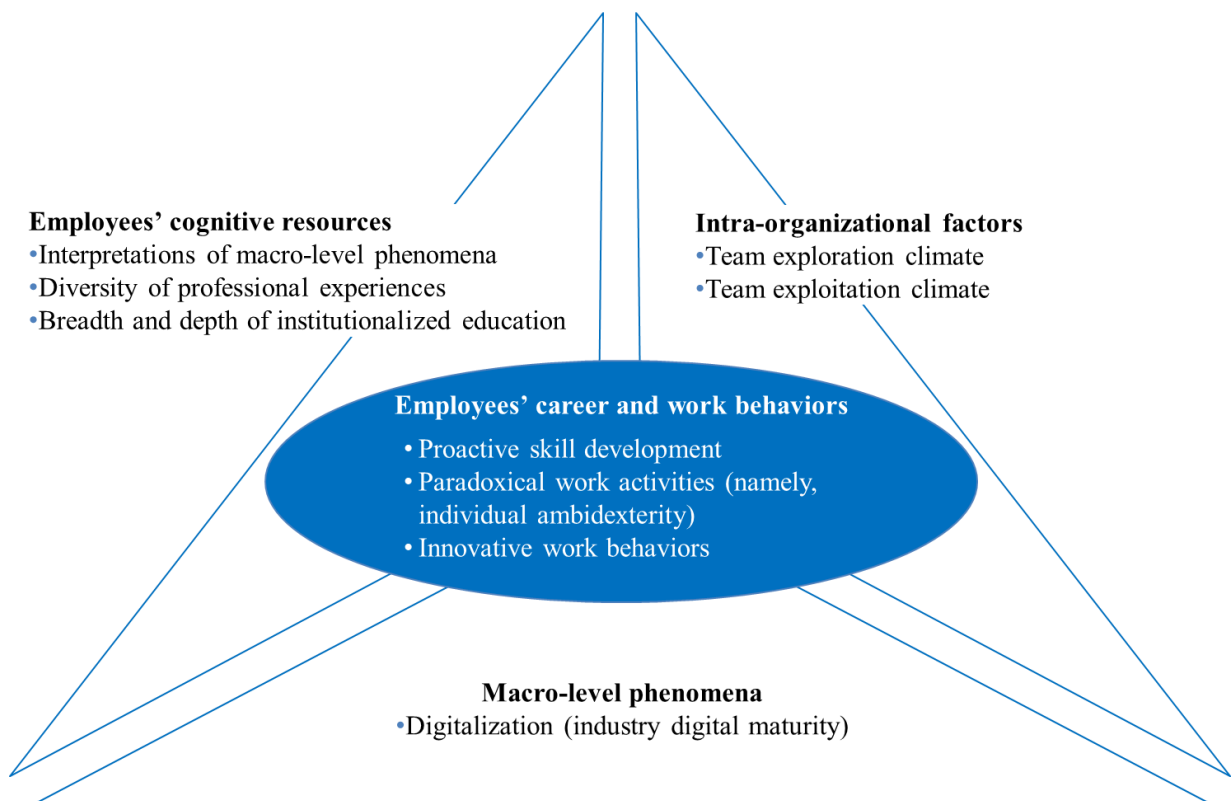 Employees’ cognitive resources
•Interpretations of macro-level phenomena
•Diversity of professional experiences
•Breadth and depth of institutionalized education
Intra-organizational factors
•Team exploration climate
•Team exploitation climate
Employees’ career and work behaviors
• Proactive skill development
• Paradoxical work activities (namely,
individual ambidexterity)
• Innovative work behaviors
Macro-level phenomena
•Digitalization (industry digital maturity)